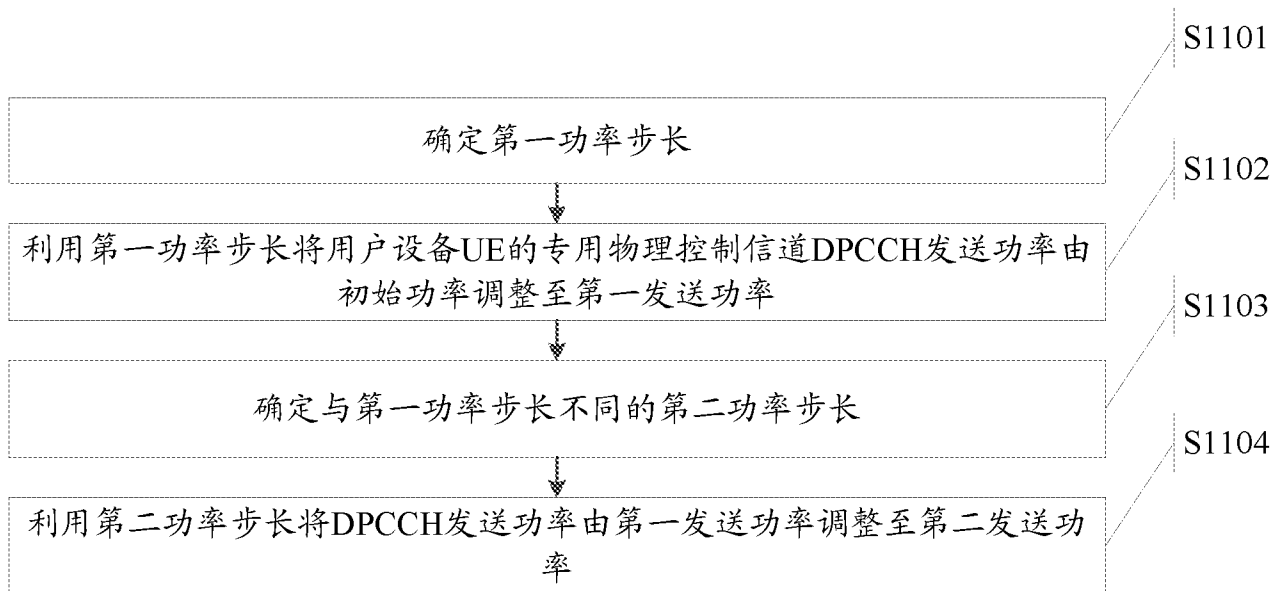 S1101
确定第一功率步长
S1102
利用第一功率步长将用户设备UE的专用物理控制信道DPCCH发送功率由
初始功率调整至第一发送功率
S1103
确定与第一功率步长不同的第二功率步长
S1104
利用第二功率步长将DPCCH发送功率由第一发送功率调整至第二发送功
率